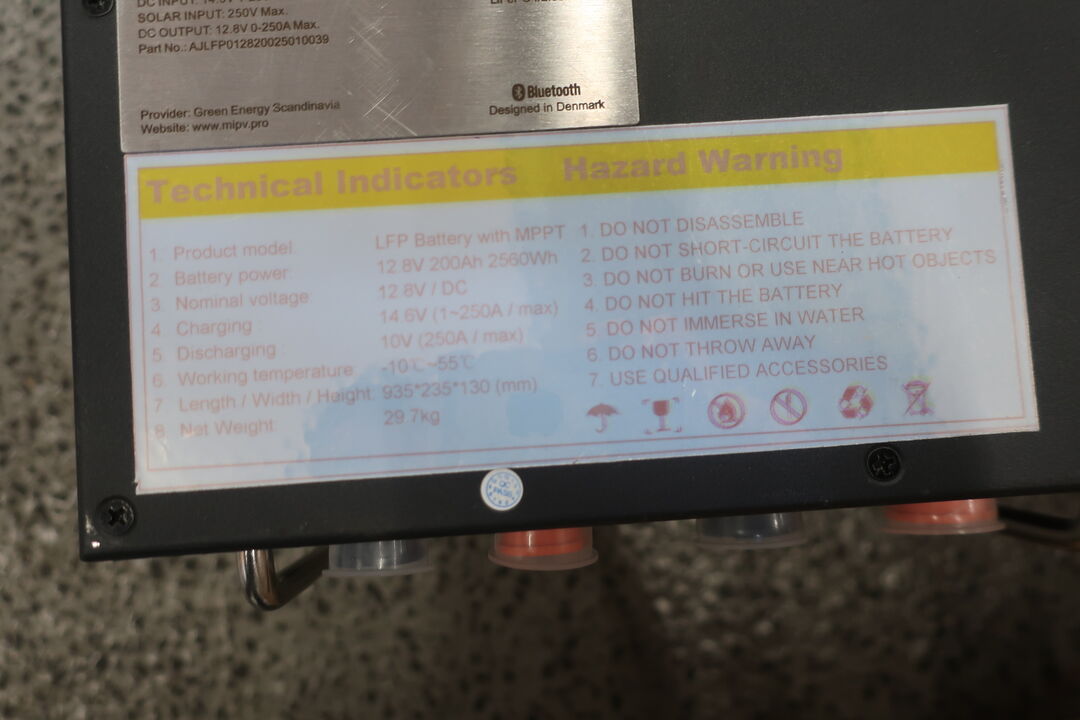 SOLAR INPUT: 250V Max.
DC OUTPUT: 12.8V 0-250A Max.
Part No.: AJLFP012820025010039
Provider: Green Energy Scandinavia
Website: www.mipv.pro
Bluetooth
Designed in Denmark
Technical Indicators Hazard Warning
1. Product model: LFP Battery with MPPT
2. Battery power: 12.8V 200Ah 2560Wh
3. Nominal voltage: 12.8V / DC
4. Charging : 14.6V (1~250A / max)
5. Discharging : 10V (250A / max)
6. Working temperature: -10℃~55℃
7. Length / Width / Height: 935*235*130 (mm)
8. Net Weight: 29.7kg
1. DO NOT DISASSEMBLE
2. DO NOT SHORT-CIRCUIT THE BATTERY
3. DO NOT BURN OR USE NEAR HOT OBJECTS
4. DO NOT HIT THE BATTERY
5. DO NOT IMMERSE IN WATER
6. DO NOT THROW AWAY
7. USE QUALIFIED ACCESSORIES
QC
PASS